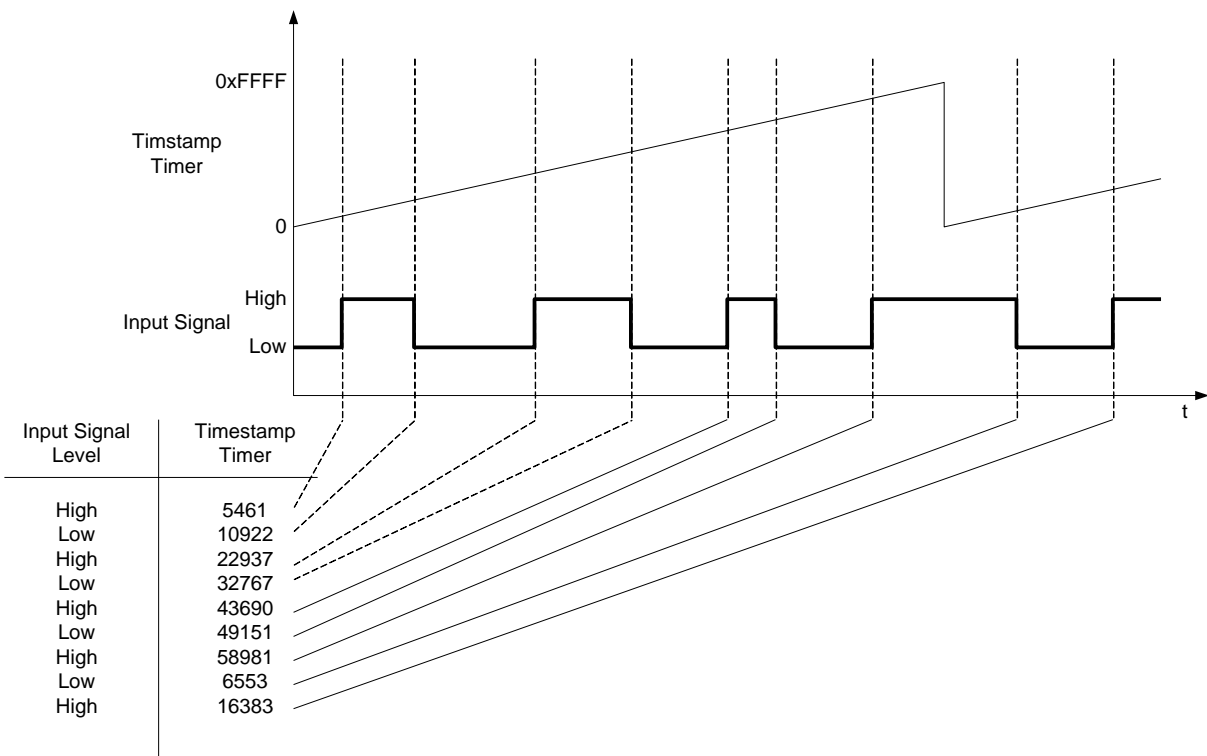 0xFFFF
Timstamp
Timer
0
High
Input Signal
Low
t
Input Signal
Level
Timestamp
Timer
High 5461
Low 10922
High 22937
Low 32767
High 43690
Low 49151
High 58981
Low 6553
High 16383